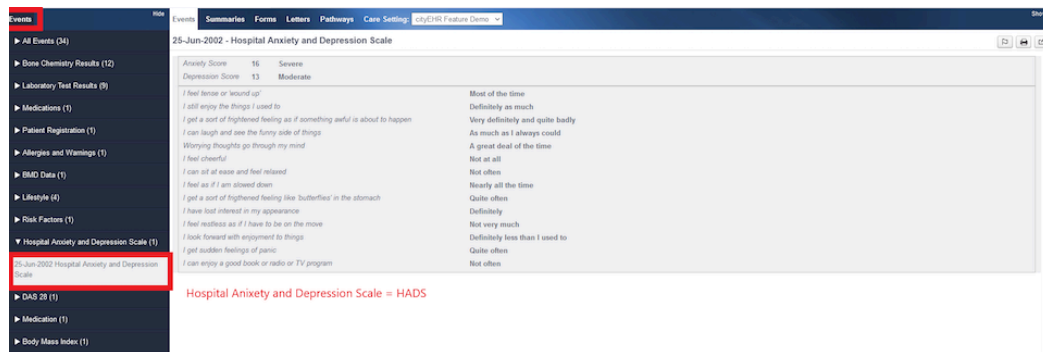 Events
Hide
Events Summaries Forms Letters Pathways Care Setting: cityEHR Feature Demo
Sho
▶ All Events (34)
▶ Bone Chemistry Results (12)
▶ Laboratory Test Results (9)
▶ Medications (1)
▶ Patient Registration (1)
▶ Allergies and Warnings (1)
▶ BMD Data (1)
▶ Lifestyle (4)
▶ Risk Factors (1)
▼ Hospital Anxiety and Depression Scale (1)
25-Jun-2002 Hospital Anxiety and Depression
Scale
▶ DAS 28 (1)
▶ Medication (1)
▶ Body Mass Index (1)
25-Jun-2002 - Hospital Anxiety and Depression Scale
Anxiety Score 16 Severe
Depression Score 13 Moderate
I feel tense or 'wound up' Most of the time
I still enjoy the things I used to Definitely as much
I get a sort of frightened feeling as if something awful is about to happen Very definitely and quite badly
I can laugh and see the funny side of things As much as I always could
Worrying thoughts go through my mind A great deal of the time
I feel cheerful Not at all
I can sit at ease and feel relaxed Not often
I feel as if I am slowed down Nearly all the time
I get a sort of frigthened feeling like 'butterflies' in the stomach Quite often
I have lost interest in my appearance Definitely
I feel restless as if I have to be on the move Not very much
I look forward with enjoyment to things Definitely less than I used to
I get sudden feelings of panic Quite often
I can enjoy a good book or radio or TV program Not often
Hospital Anixety and Depression Scale = HADS